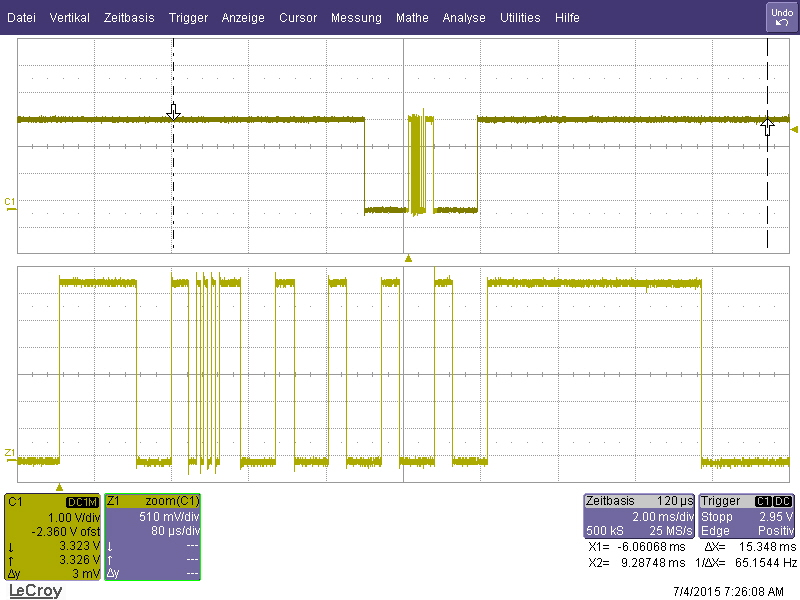 Datei Vertikal Zeitbasis Trigger Anzeige Cursor Messung Mathe Analyse Utilities Hilfe Undo
C1
Z1
C1 DC1M
1.00 V/div
-2.360 V ofst
↓ 3.323 V
↑ 3.326 V
Δy 3 mV
Z1 zoom(C1)
510 mV/div
80 µs/div
↓ ---
↑ ---
Δy ---
Zeitbasis 120 µs
2.00 ms/div
500 kS 25 MS/s
Trigger C1 DC
Stopp 2.95 V
Edge Positiv
X1= -6.06068 ms ΔX= 15.348 ms
X2= 9.28748 ms 1/ΔX= 65.1544 Hz
LeCroy
7/4/2015 7:26:08 AM